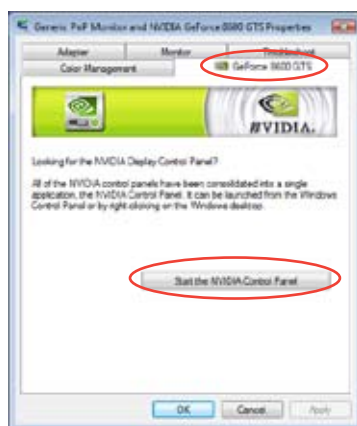 Generic PnP Monitor and NVIDIA GeForce 8600 GTS Properties
Adapter Monitor Troubleshoot
Color Management GeForce 8600 GTS
NVIDIA.
Looking for the NVIDIA Display Control Panel?
All of the NVIDIA control panels have been consolidated into a single
application, the NVIDIA Control Panel. It can be launched from the Windows
Control Panel or by right clicking on the Windows desktop.
Start the NVIDIA Control Panel
OK Cancel Apply